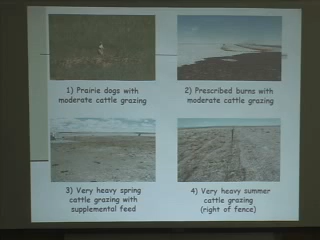 1) Prairie dogs with
moderate cattle grazing
2) Prescribed burns with
moderate cattle grazing
3) Very heavy spring
cattle grazing with
supplemental feed
4) Very heavy summer
cattle grazing
(right of fence)